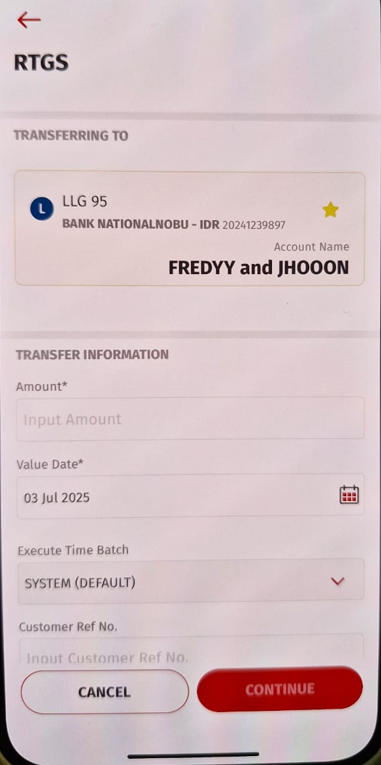 RTGS
TRANSFERRING TO
L
LLG 95
BANK NATIONALNOBU - IDR 20241239897
Account Name
FREDYY and JHOOON
TRANSFER INFORMATION
Amount*
Input Amount
Value Date*
03 Jul 2025
Execute Time Batch
SYSTEM (DEFAULT)
Customer Ref No.
Input Customer Ref No.
CANCEL
CONTINUE